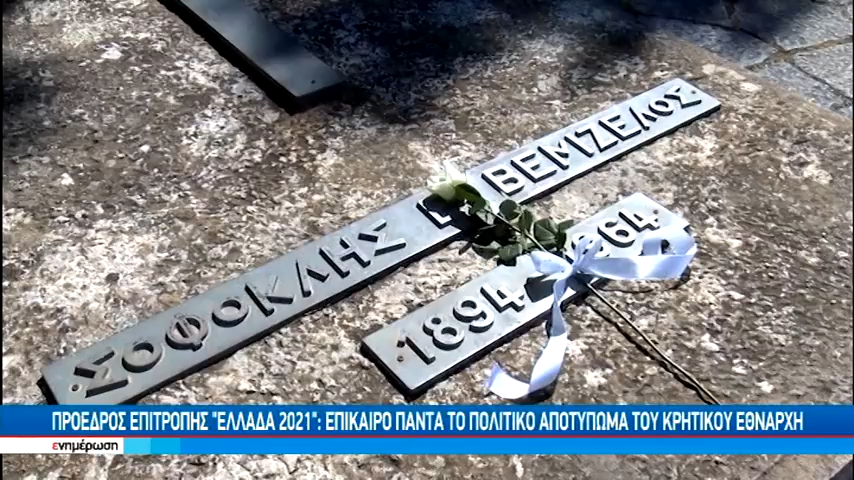 ΣΟΦΟΚΛΗΣ Ε ΒΕΝΙΖΕΛΟΣ
1894 1964
ΠΡΟΕΔΡΟΣ ΕΠΙΤΡΟΠΗΣ "ΕΛΛΑΔΑ 2021": ΕΠΙΚΑΙΡΟ ΠΑΝΤΑ ΤΟ ΠΟΛΙΤΙΚΟ ΑΠΟΤΥΠΩΜΑ ΤΟΥ ΚΡΗΤΙΚΟΥ ΕΘΝΑΡΧΗ
ενημέρωση